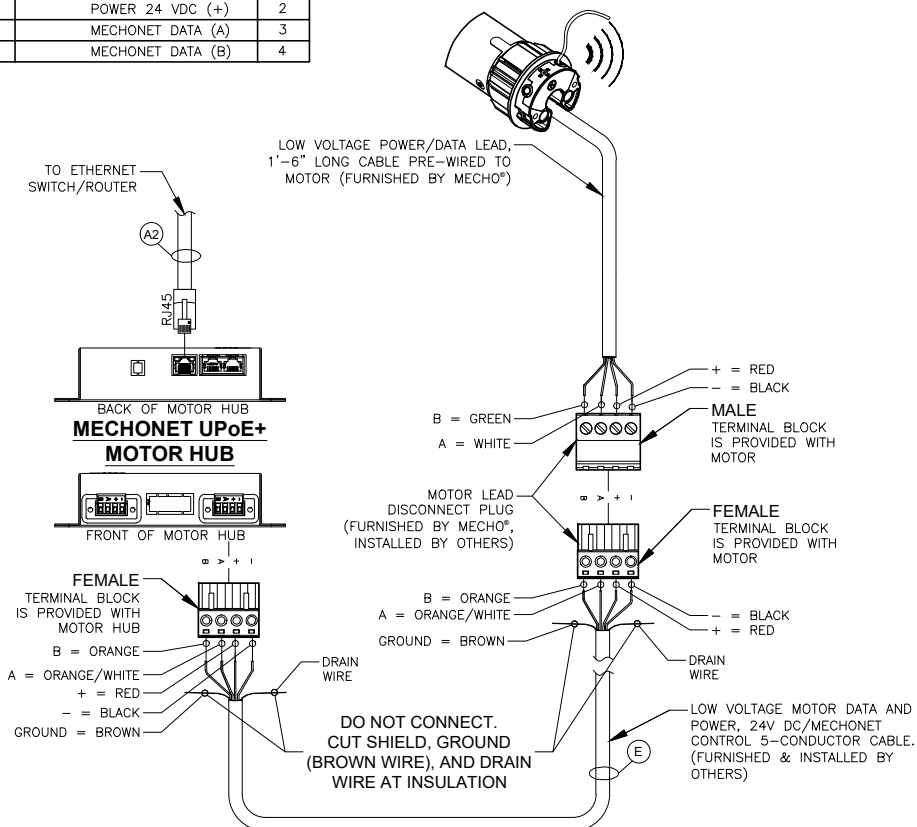 POWER 24 VDC (+) 2
MECHONET DATA (A) 3
MECHONET DATA (B) 4
LOW VOLTAGE POWER/DATA LEAD,
1'-6" LONG CABLE PRE-WIRED TO
MOTOR (FURNISHED BY MECHO®)
TO ETHERNET
SWITCH/ROUTER
A2
RJ45
BACK OF MOTOR HUB
MECHONET UPoE+
MOTOR HUB
B A + -
B A + -
FRONT OF MOTOR HUB
B A + -
FEMALE
TERMINAL BLOCK
IS PROVIDED WITH
MOTOR HUB
B = ORANGE
A = ORANGE/WHITE
+ = RED
- = BLACK
GROUND = BROWN
DRAIN
WIRE
+ = RED
- = BLACK
B = GREEN
A = WHITE
MALE
TERMINAL BLOCK
IS PROVIDED WITH
MOTOR
B A + -
MOTOR LEAD
DISCONNECT PLUG
(FURNISHED BY MECHO®,
INSTALLED BY OTHERS)
FEMALE
TERMINAL BLOCK
IS PROVIDED WITH
MOTOR
B = ORANGE
A = ORANGE/WHITE
GROUND = BROWN
- = BLACK
+ = RED
DRAIN
WIRE
DO NOT CONNECT.
CUT SHIELD, GROUND
(BROWN WIRE), AND DRAIN
WIRE AT INSULATION
LOW VOLTAGE MOTOR DATA AND
POWER, 24V DC/MECHONET
CONTROL 5-CONDUCTOR CABLE.
(FURNISHED & INSTALLED BY
OTHERS)
E